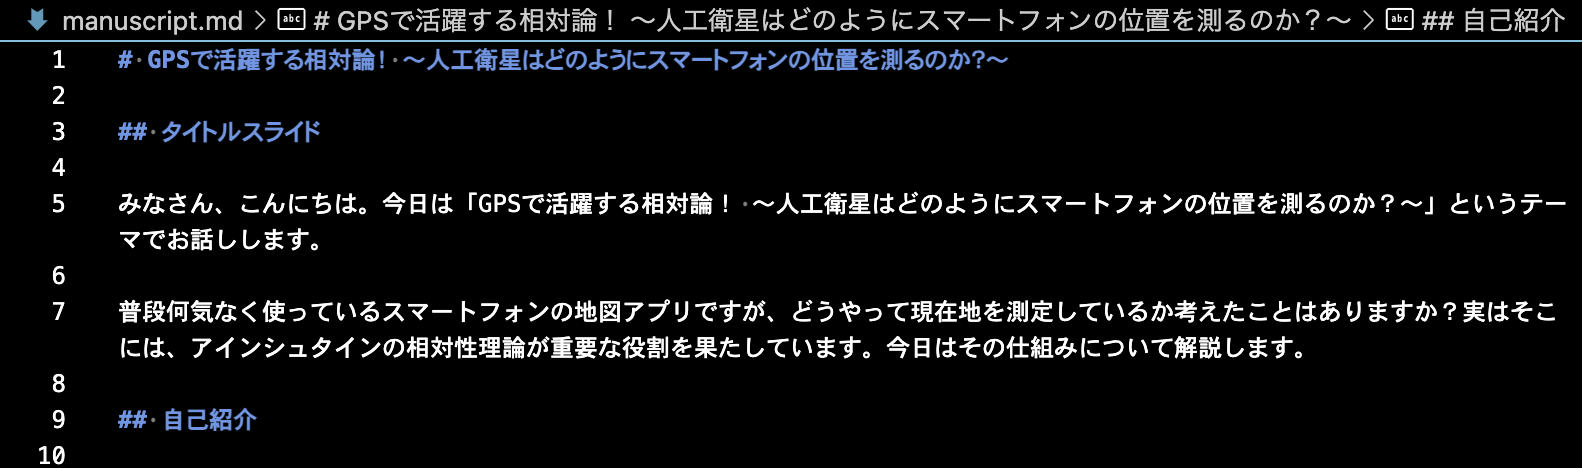 manuscript.md > # GPSで活躍する相対論！ ～人工衛星はどのようにスマートフォンの位置を測るのか？～ > ## 自己紹介
1 # GPSで活躍する相対論！ ～人工衛星はどのようにスマートフォンの位置を測るのか？～
2
3 ## タイトルスライド
4
5 みなさん、こんにちは。今日は「GPSで活躍する相対論！ ～人工衛星はどのようにスマートフォンの位置を測るのか？～」というテー
マでお話しします。
6
7 普段何気なく使っているスマートフォンの地図アプリですが、どうやって現在地を測定しているか考えたことはありますか？実はそこ
には、アインシュタインの相対性理論が重要な役割を果たしています。今日はその仕組みについて解説します。
8
9 ## 自己紹介
10